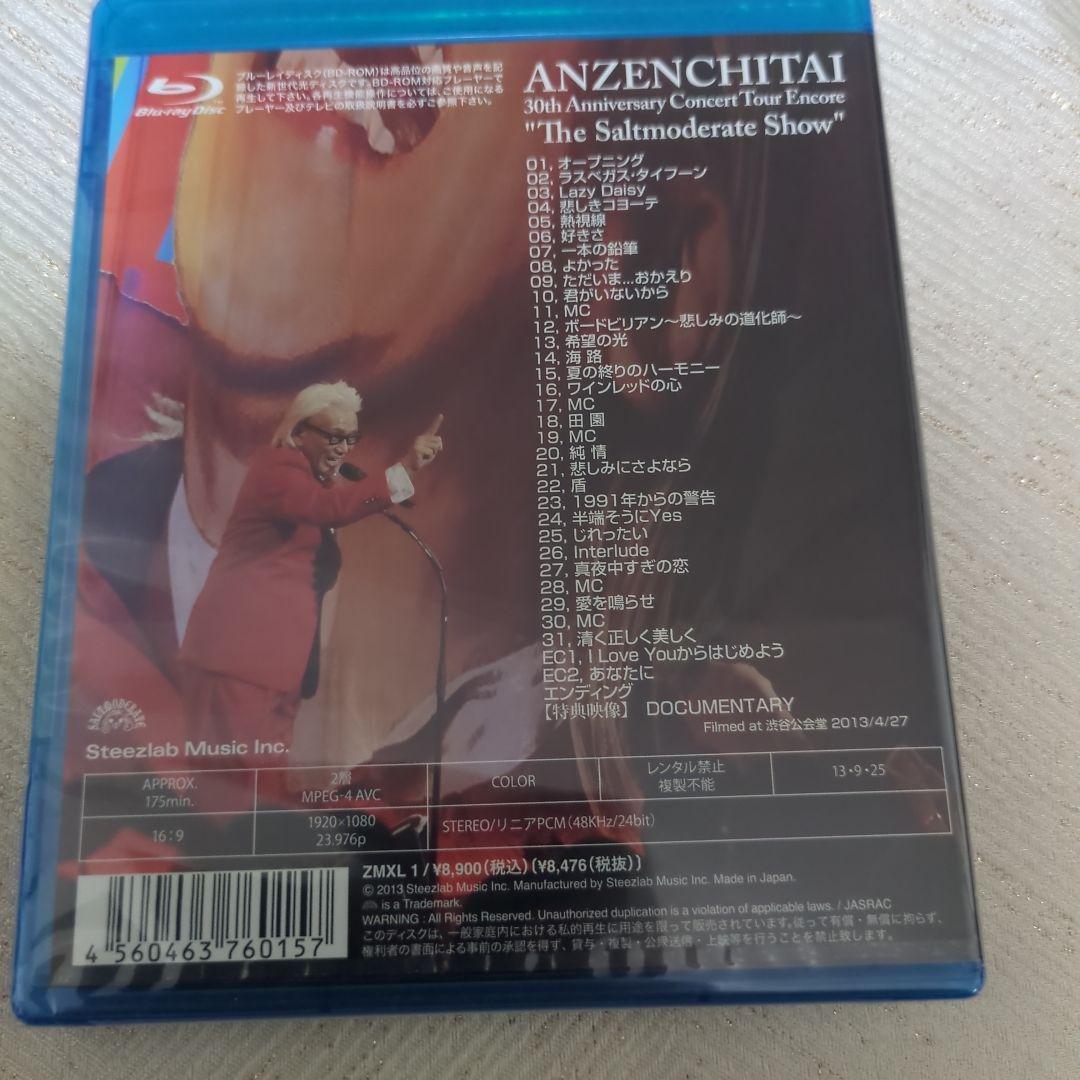 Blu-ray Disc
ブルーレイディスク(BD-ROM)は高品位の画質や音声を記
録した新世代光ディスクです。BD-ROM対応プレーヤーで
再生して下さい。各再生機能操作については、ご使用になる
プレーヤー及びテレビの取扱説明書を必ずご参照下さい。
ANZENCHITAI
30th Anniversary Concert Tour Encore
"The Saltmoderate Show"
01, オープニング
02, ラスベガス・タイフーン
03, Lazy Daisy
04, 悲しきコヨーテ
05, 熱視線
06, 好きさ
07, 一本の鉛筆
08, よかった
09, ただいま…おかえり
10, 君がいないから
11, MC
12, ボードビリアン〜悲しみの道化師〜
13, 希望の光
14, 海 路
15, 夏の終りのハーモニー
16, ワインレッドの心
17, MC
18, 田 園
19, MC
20, 純 情
21, 悲しみにさよなら
22, 盾
23, 1991年からの警告
24, 半端そうにYes
25, じれったい
26, Interlude
27, 真夜中すぎの恋
28, MC
29, 愛を鳴らせ
30, MC
31, 清く正しく美しく
EC1, I Love Youからはじめよう
EC2, あなたに
エンディング
【特典映像】 DOCUMENTARY
Filmed at 渋谷公会堂 2013/4/27
SALTMODERATE
Steezlab Music Inc.
APPROX.
175min.
2層
MPEG-4 AVC
COLOR
レンタル禁止
複製不能
13・9・25
16:9
1920×1080
23.976p
STEREO/リニアPCM(48KHz/24bit)
ZMXL 1/¥8,900(税込)〔¥8,476(税抜)〕
© 2013 Steezlab Music Inc. Manufactured by Steezlab Music Inc. Made in Japan.
is a Trademark.
WARNING : All Rights Reserved. Unauthorized duplication is a violation of applicable laws. / JASRAC
このディスクは、一般家庭内における私的再生に用途を限って販売されています。従って有償・無償に拘らず、
権利者の書面による事前の承認を得ず、貸与・複製・公衆送信・上映等を行うことを禁止致します。
4 560463 760157